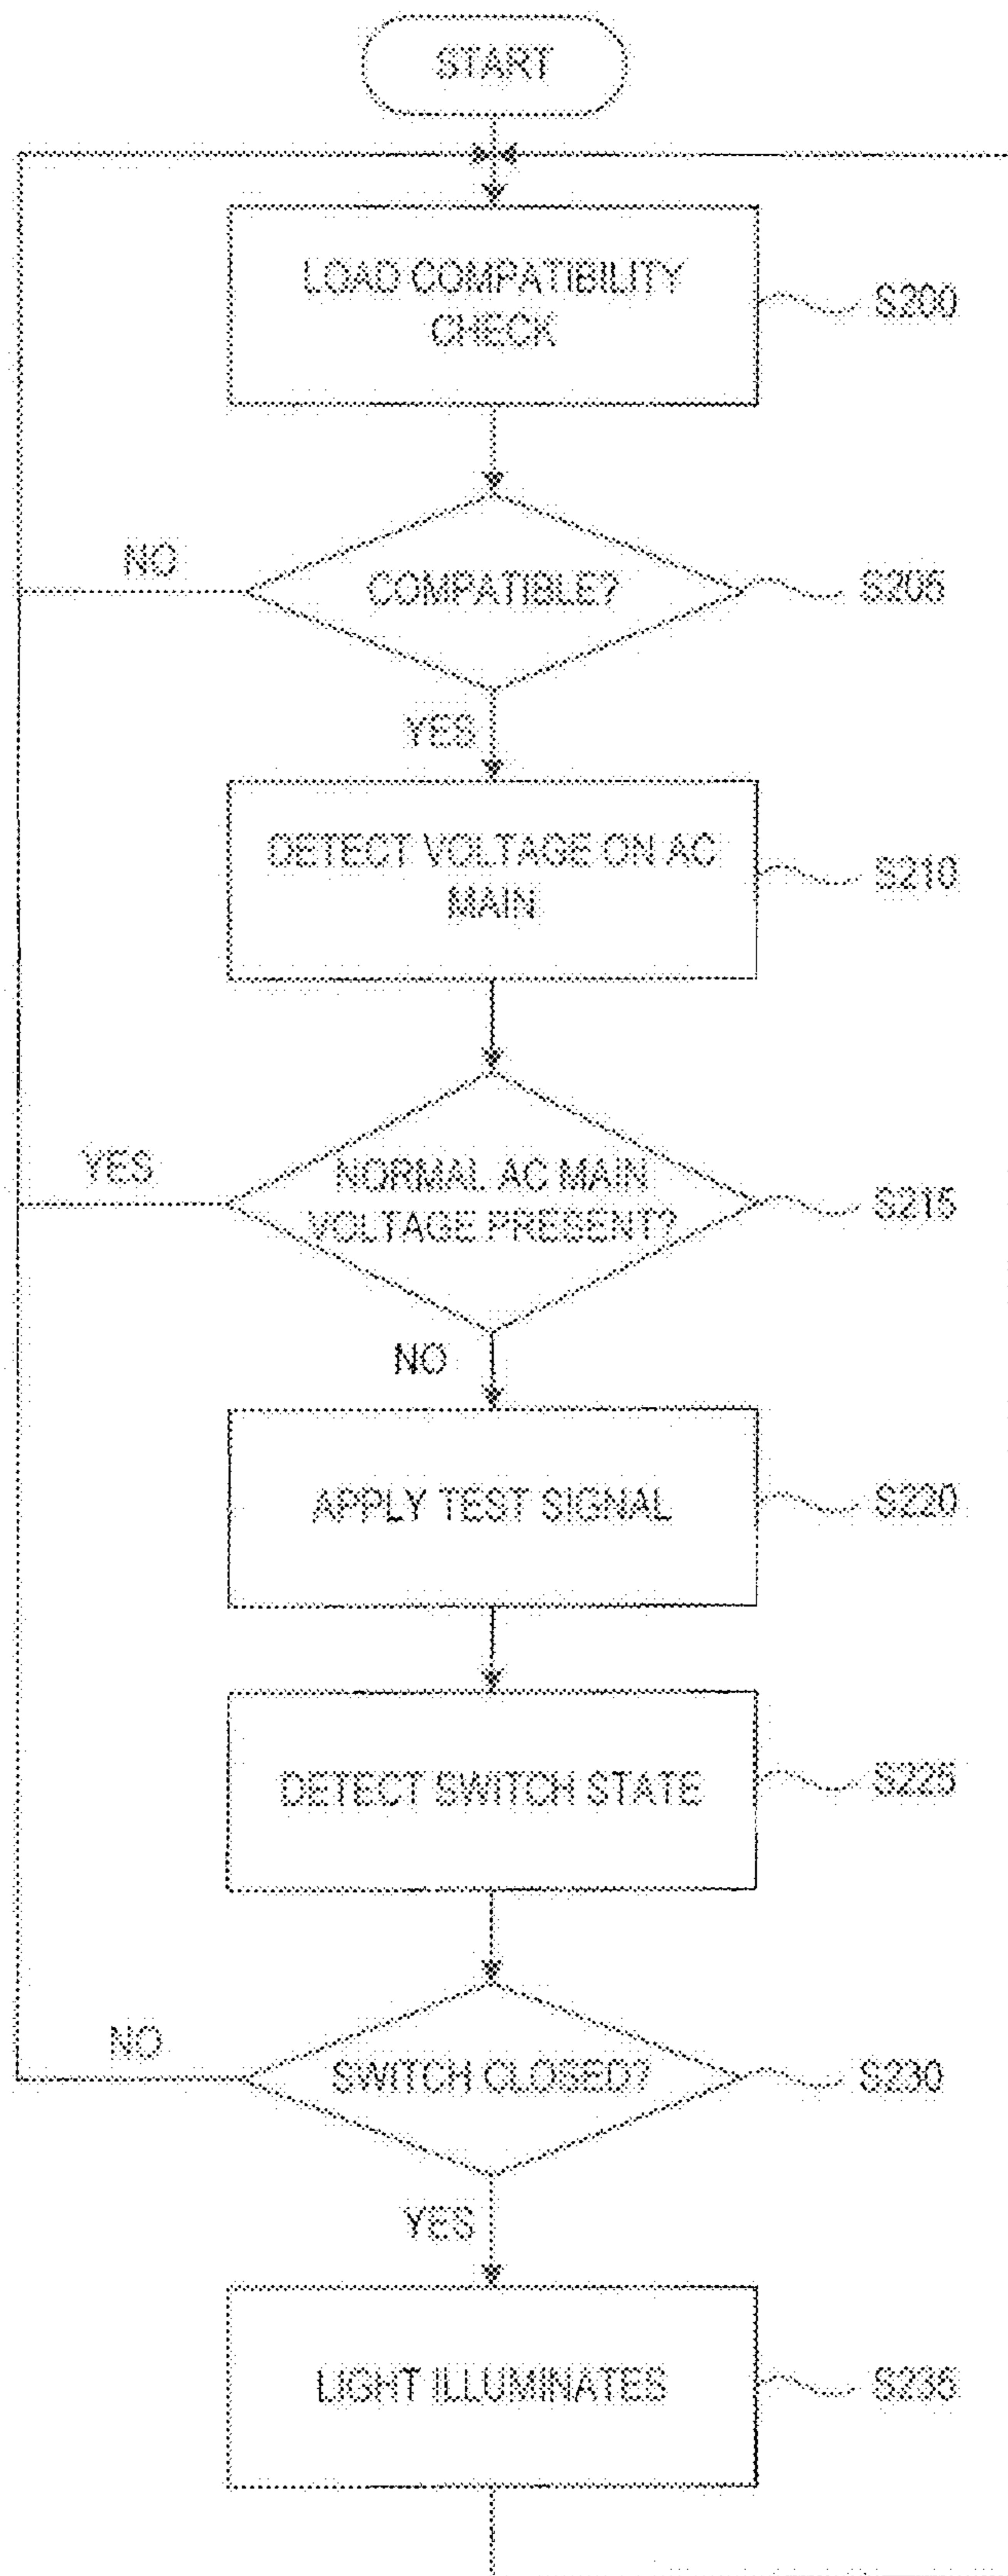 START
LOAD COMPATIBILITY
CHECK
S200
NO
COMPATIBLE?
S205
YES
DETECT VOLTAGE ON AC
MAIN
S210
YES
NORMAL AC MAIN
VOLTAGE PRESENT?
S215
NO
APPLY TEST SIGNAL
S220
DETECT SWITCH STATE
S225
NO
SWITCH CLOSED?
S230
YES
LIGHT ILLUMINATES
S235